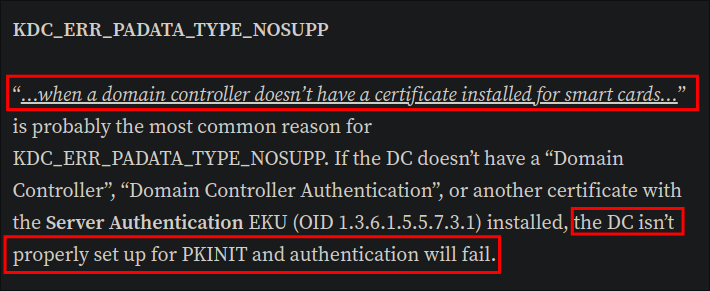 KDC_ERR_PADATA_TYPE_NOSUPP
“…when a domain controller doesn’t have a certificate installed for smart cards…”
is probably the most common reason for
KDC_ERR_PADATA_TYPE_NOSUPP. If the DC doesn’t have a “Domain
Controller”, “Domain Controller Authentication”, or another certificate with
the Server Authentication EKU (OID 1.3.6.1.5.5.7.3.1) installed, the DC isn’t
properly set up for PKINIT and authentication will fail.